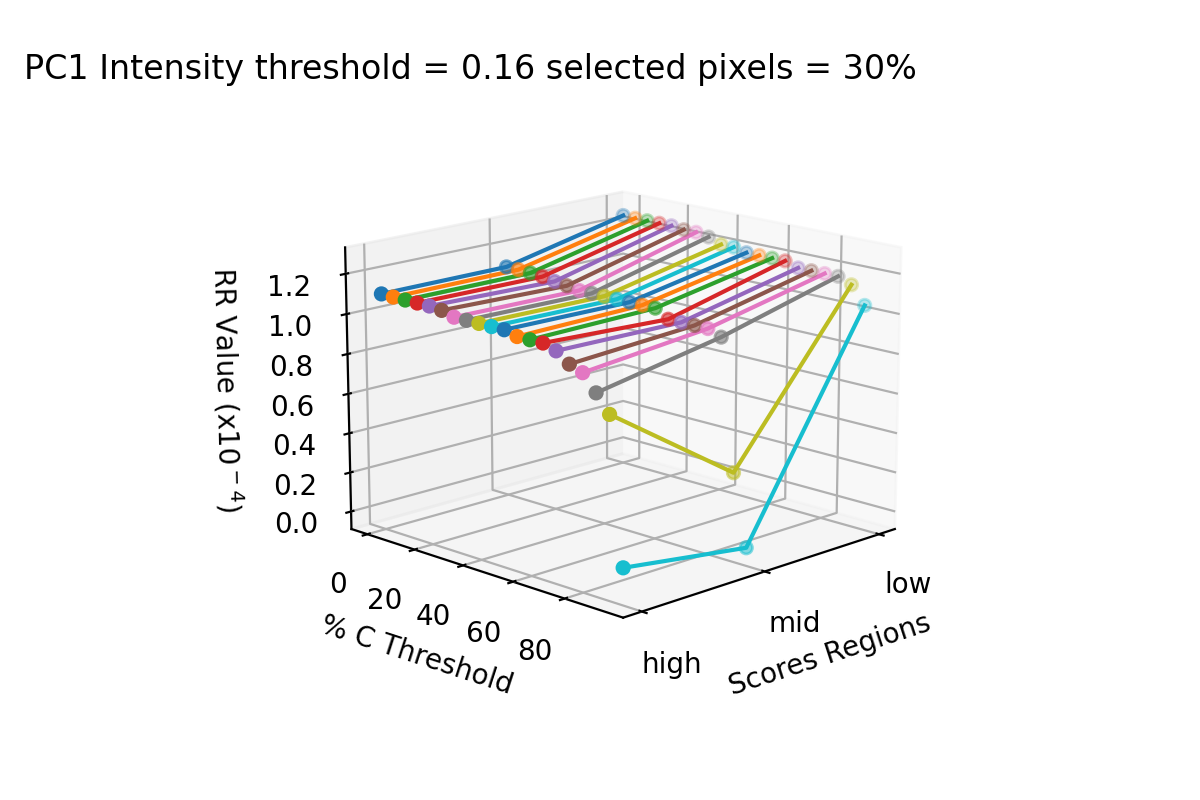 PC1 Intensity threshold = 0.16 selected pixels = 30%
RR Value (x10⁻⁴)
1.2
1.0
0.8
0.6
0.4
0.2
0.0
0
20
40
60
80
% C Threshold
high
mid
low
Scores Regions